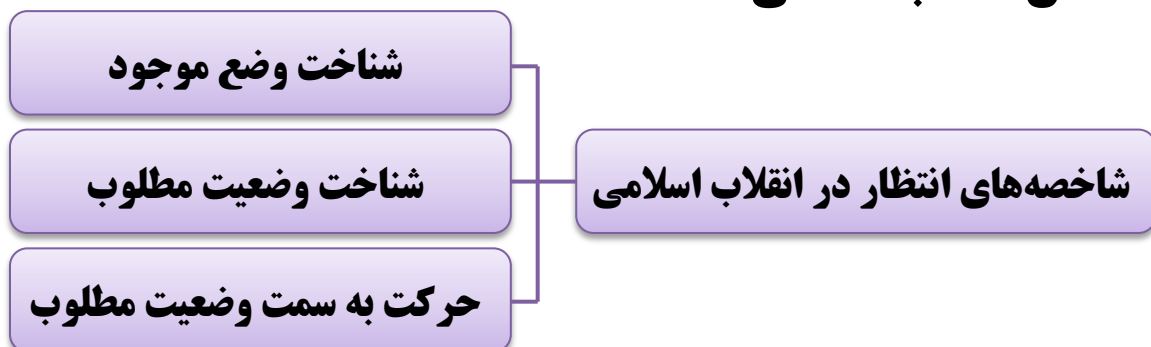 شاخصه‌های انتظار در انقلاب اسلامی
شناخت وضع موجود
شناخت وضعیت مطلوب
حرکت به سمت وضعیت مطلوب